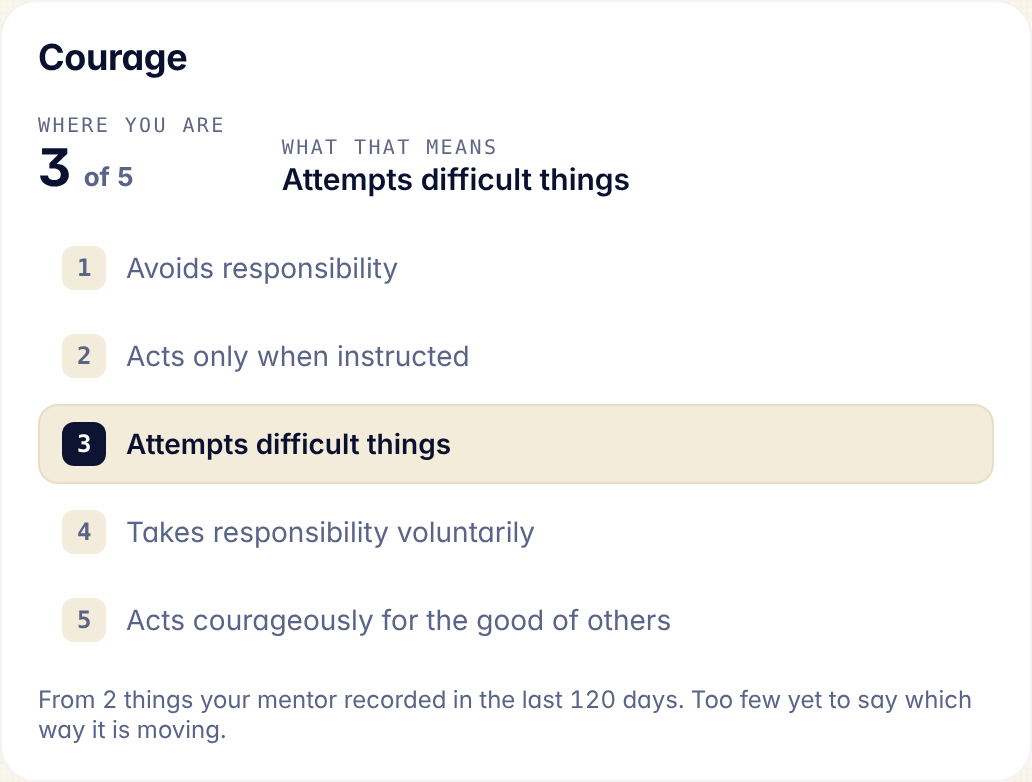 Courage
WHERE YOU ARE
3 of 5
WHAT THAT MEANS
Attempts difficult things
1 Avoids responsibility
2 Acts only when instructed
3 Attempts difficult things
4 Takes responsibility voluntarily
5 Acts courageously for the good of others
From 2 things your mentor recorded in the last 120 days. Too few yet to say which
way it is moving.